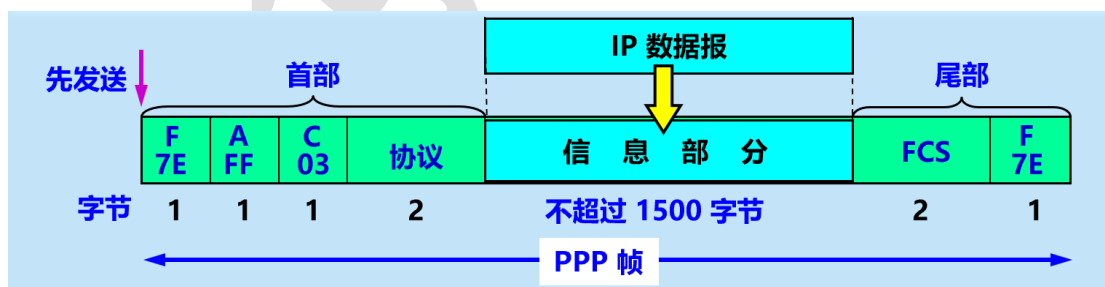 IP 数据报
先发送
首部
尾部
F
7E
A
FF
C
03
协议
信息部分
FCS
F
7E
字节 1 1 1 2 不超过 1500 字节 2 1
PPP 帧